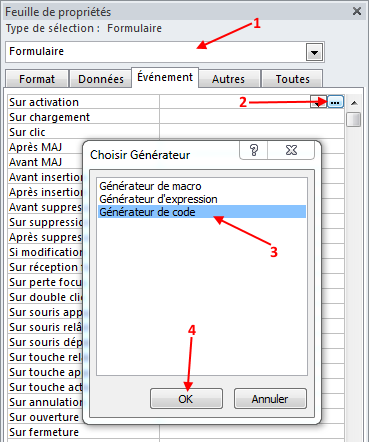 Feuille de propriétés
Type de sélection : Formulaire
1
Formulaire
Format Données Événement Autres Toutes
Sur activation
2
Sur chargement
Sur clic
Après MAJ
Avant MAJ
Avant insertion
Après insertion
Avant suppres
Sur suppression
Après suppres
Si modification
Sur réception
Sur perte focu
Sur double clic
Sur souris app
Sur souris relâ
Sur souris dép
Sur touche rel
Sur touche ap
Sur touche act
Sur annulation
Sur ouverture
Sur fermeture
Choisir Générateur
?
Générateur de macro
Générateur d'expression
Générateur de code
3
4
OK Annuler